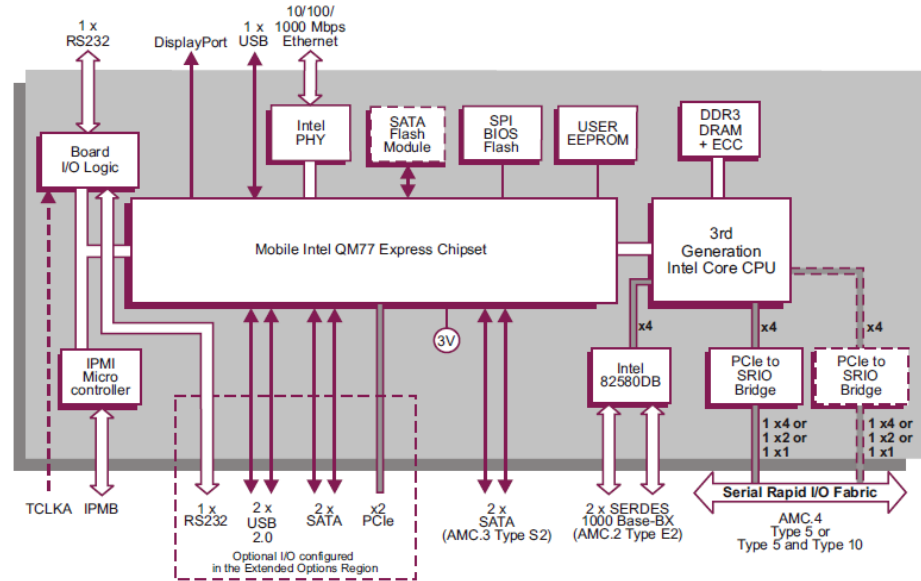 1 x
RS232
DisplayPort
1 x
USB
10/100/
1000 Mbps
Ethernet
Board
I/O Logic
Intel
PHY
SATA
Flash
Module
SPI
BIOS
Flash
USER
EEPROM
DDR3
DRAM
+ ECC
Mobile Intel QM77 Express Chipset
3rd
Generation
Intel Core CPU
3V
x4
x4
x4
IPMI
Micro
controller
Intel
82580DB
PCIe to
SRIO
Bridge
PCIe to
SRIO
Bridge
1 x4 or
1 x2 or
1 x1
1 x4 or
1 x2 or
1 x1
TCLKA
IPMB
1 x
RS232
2 x
USB
2.0
2 x
SATA
x2
PCIe
Optional I/O configured
in the Extended Options Region
2 x
SATA
(AMC.3 Type S2)
2 x SERDES
1000 Base-BX
(AMC.2 Type E2)
Serial Rapid I/O Fabric
AMC.4
Type 5 or
Type 5 and Type 10